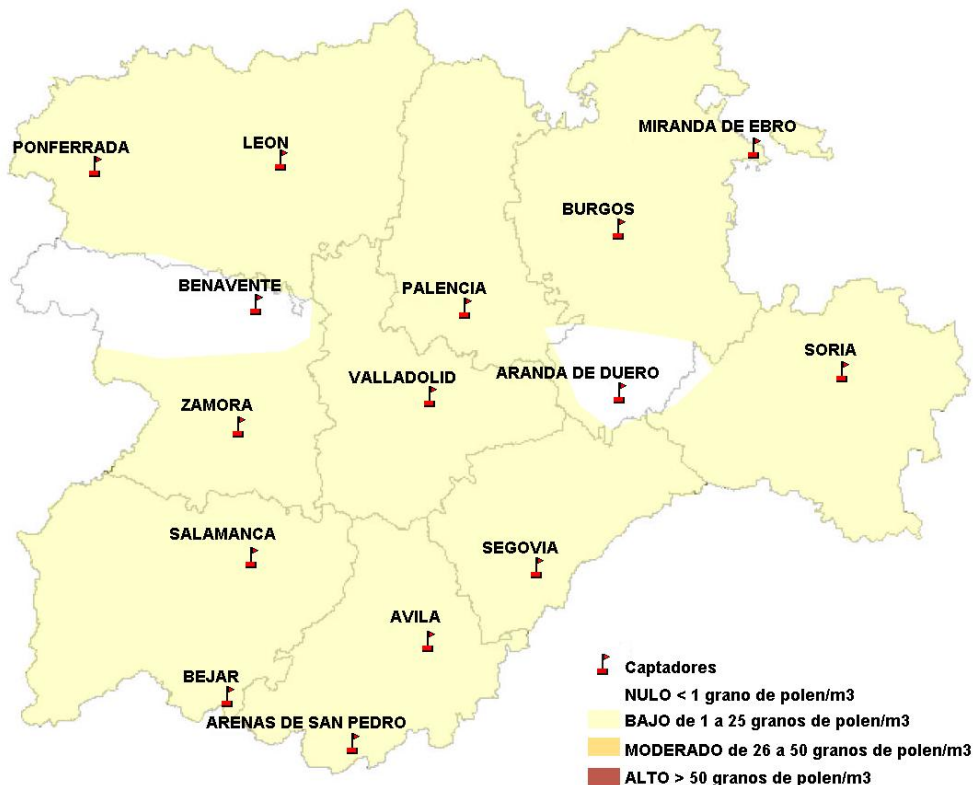 MIRANDA DE EBRO
PONFERRADA
LEON
BURGOS
BENAVENTE
PALENCIA
SORIA
VALLADOLID
ARANDA DE DUERO
ZAMORA
SALAMANCA
SEGOVIA
AVILA
BEJAR
ARENAS DE SAN PEDRO
Captadores
NULO < 1 grano de polen/m3
BAJO de 1 a 25 granos de polen/m3
MODERADO de 26 a 50 granos de polen/m3
ALTO > 50 granos de polen/m3